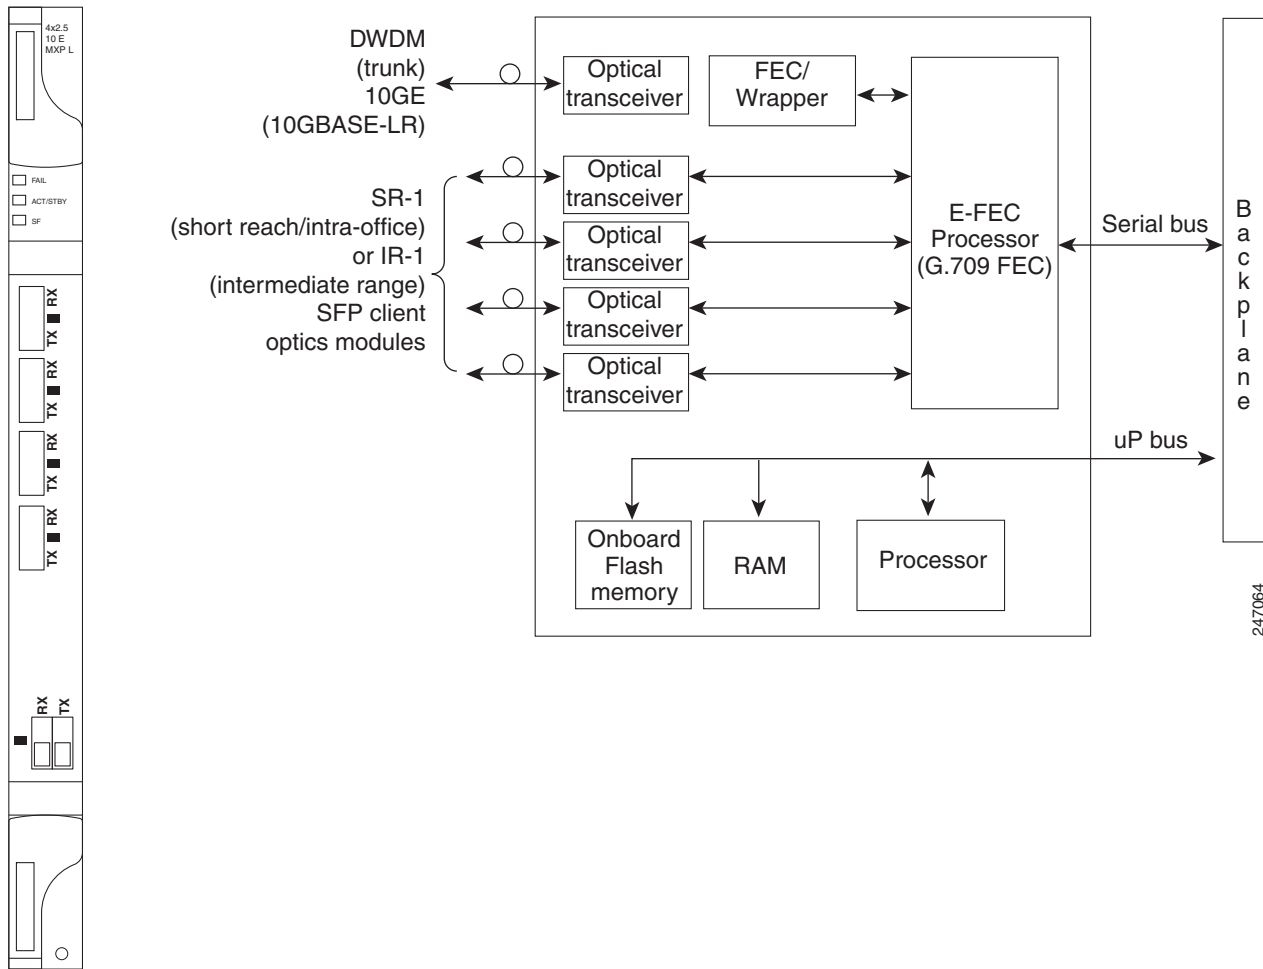 4x2.5
10 E
MXP L
FAIL
ACT/STBY
SF
TX RX
TX RX
TX RX
TX RX
RX
TX
DWDM
(trunk)
10GE
(10GBASE-LR)
SR-1
(short reach/intra-office)
or IR-1
(intermediate range)
SFP client
optics modules
Optical
transceiver
FEC/
Wrapper
Optical
transceiver
Optical
transceiver
Optical
transceiver
Optical
transceiver
E-FEC
Processor
(G.709 FEC)
Serial bus
Backplane
uP bus
Onboard
Flash
memory
RAM
Processor
247064